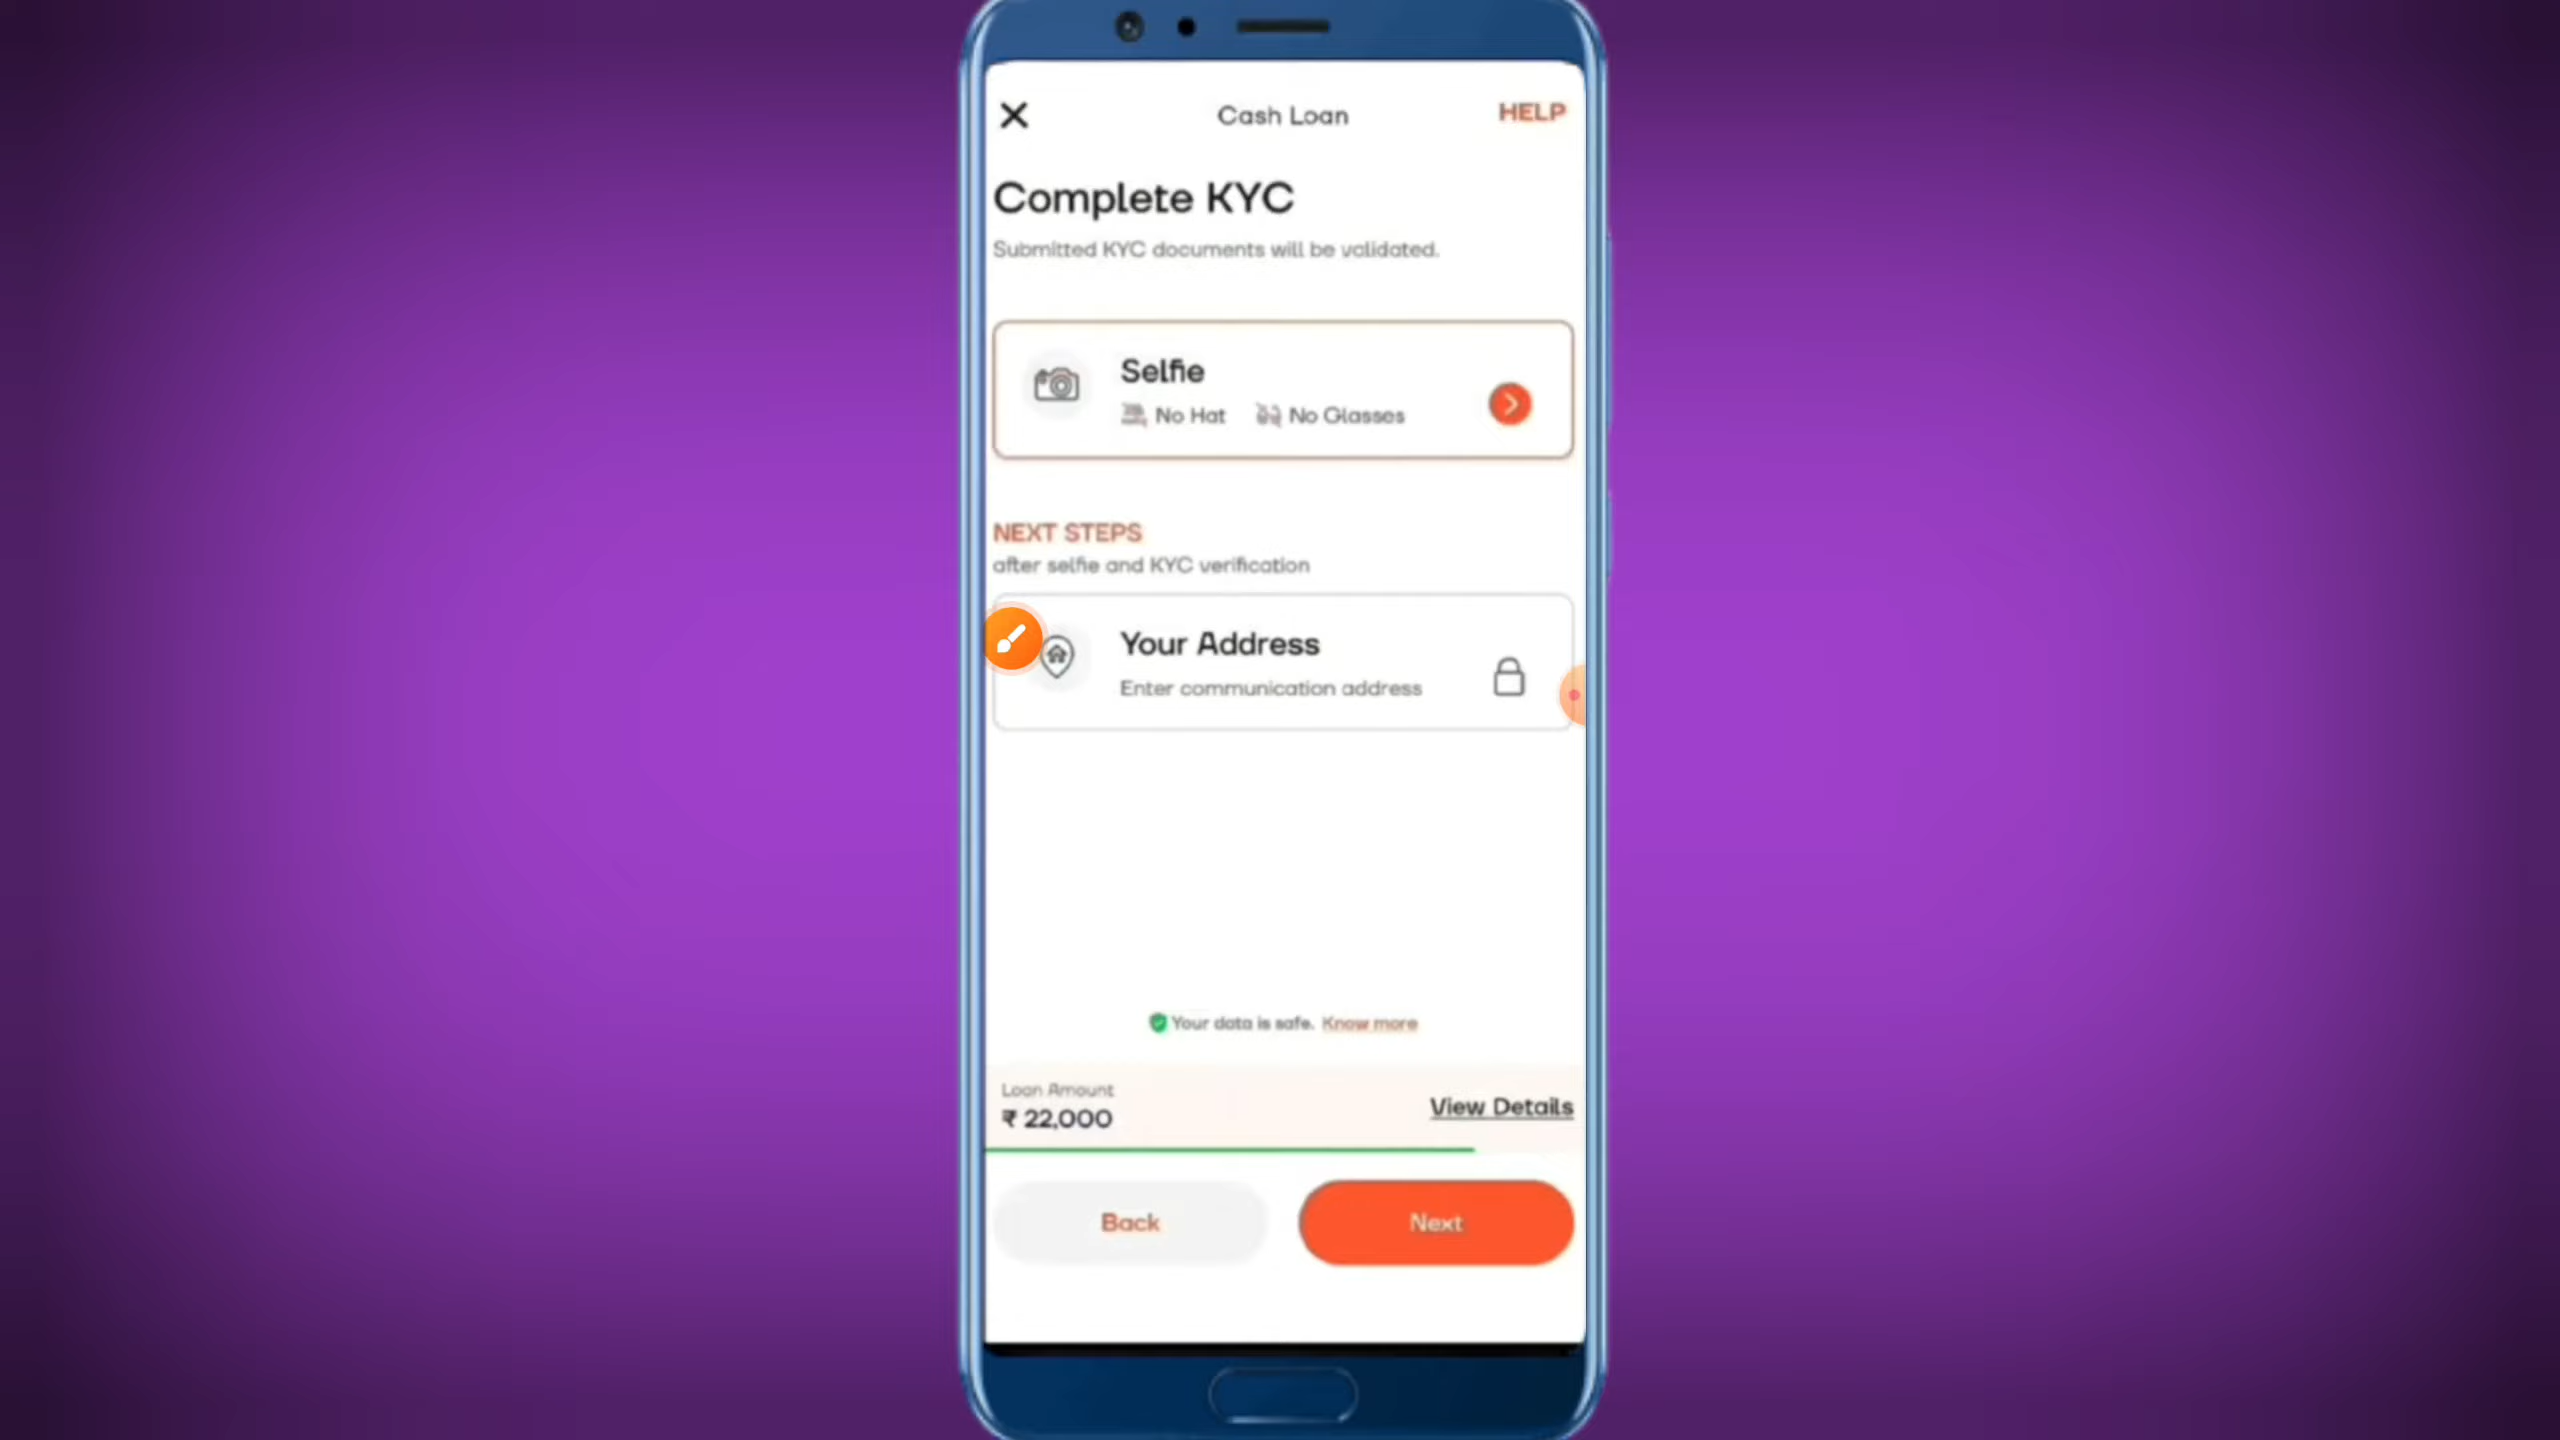 Cash Loan
HELP
Complete KYC
Submitted KYC documents will be validated.
Selfie
No Hat No Glasses
NEXT STEPS
after selfie and KYC verification
Your Address
Enter communication address
Your data is safe. Know more
Loan Amount
₹ 22,000
View Details
Back
Next